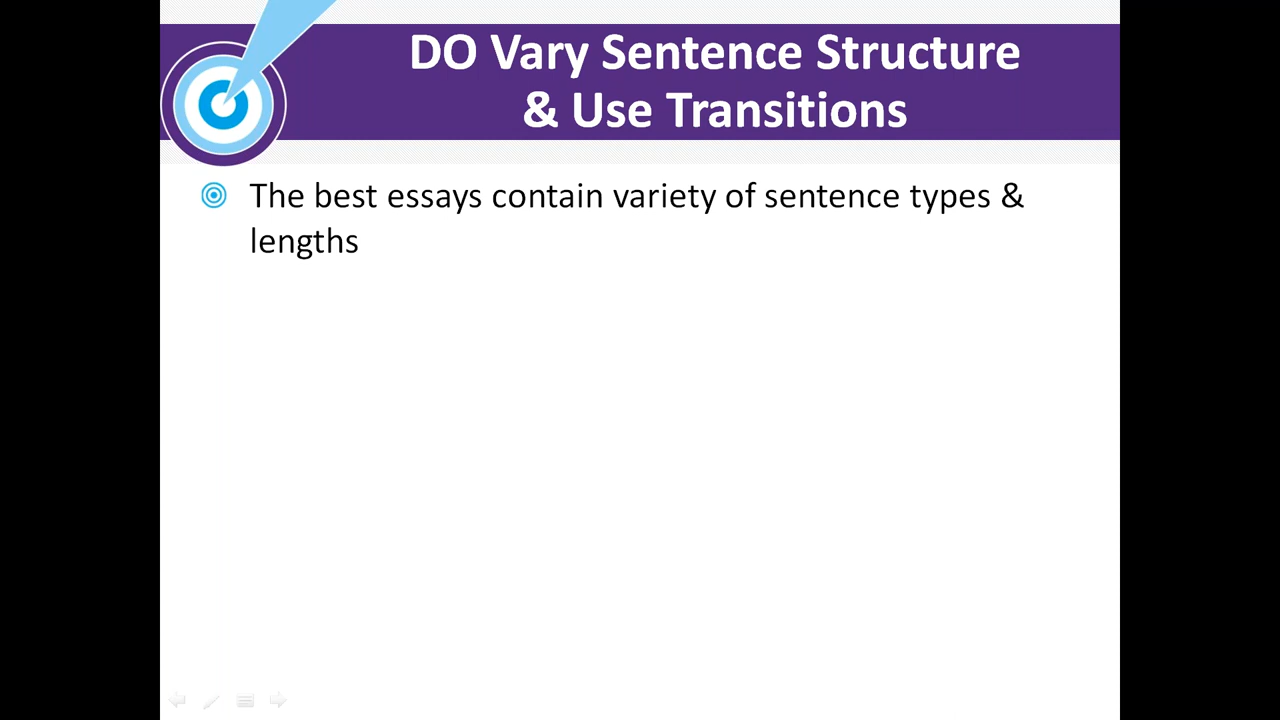 DO Vary Sentence Structure
& Use Transitions
The best essays contain variety of sentence types &
lengths